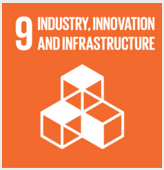 9 INDUSTRY, INNOVATION
AND INFRASTRUCTURE